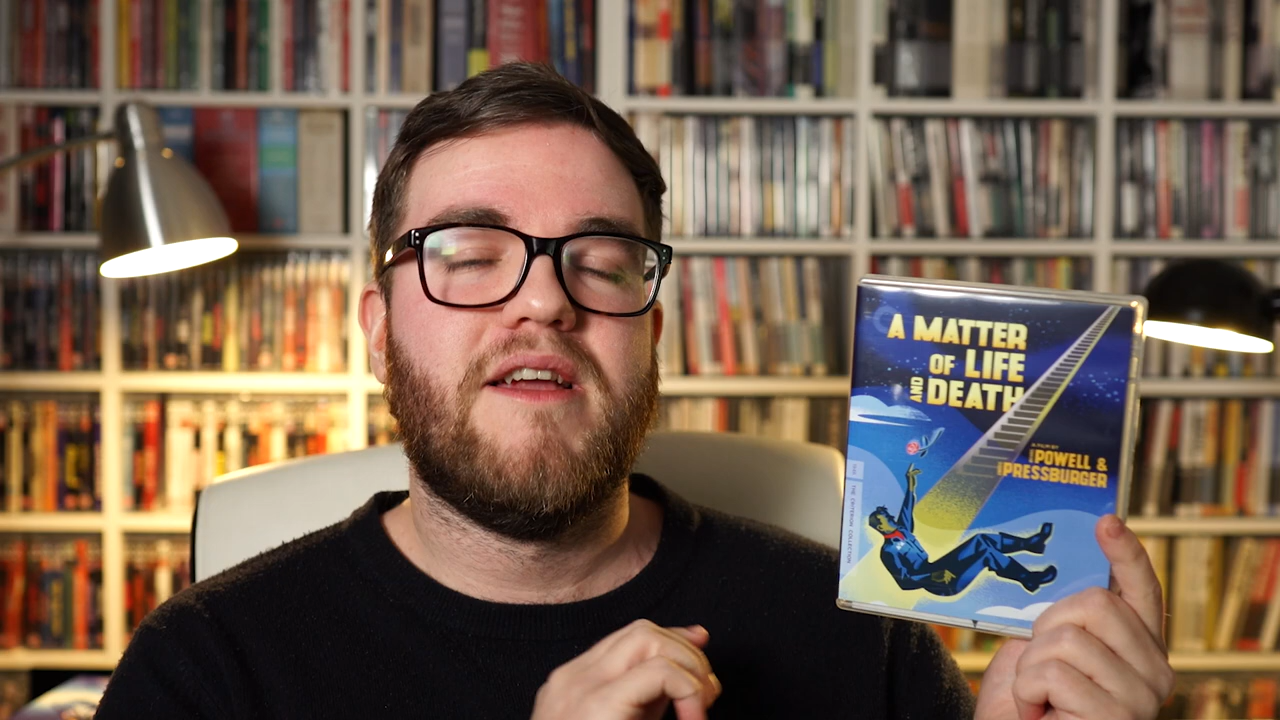 A MATTER
OF LIFE
AND DEATH
A FILM BY
POWELL &
PRESSBURGER
THE CRITERION COLLECTION